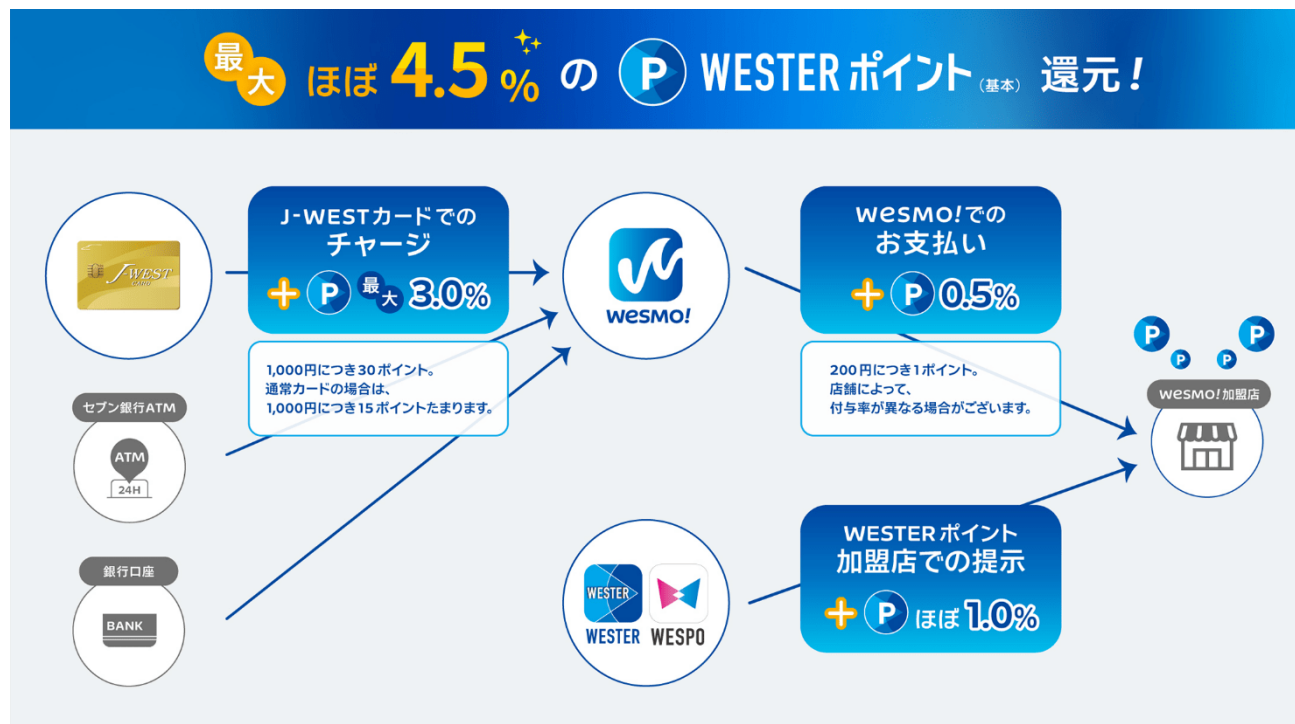 最大 ほぼ 4.5% の P WESTER ポイント (基本) 還元!
J-WEST CARD
J-WESTカードでの
チャージ
+ P 最大 3.0%
1,000円につき30ポイント。
通常カードの場合は、
1,000円につき15ポイントたまります。
セブン銀行ATM
ATM
24H
銀行口座
BANK
WESMO!
WESMO!での
お支払い
+ P 0.5%
200円につき1ポイント。
店舗によって、
付与率が異なる場合がございます。
WESTER
WESTER WESPO
WESTERポイント
加盟店での提示
+ P ほぼ 1.0%
P P P P
WESMO!加盟店